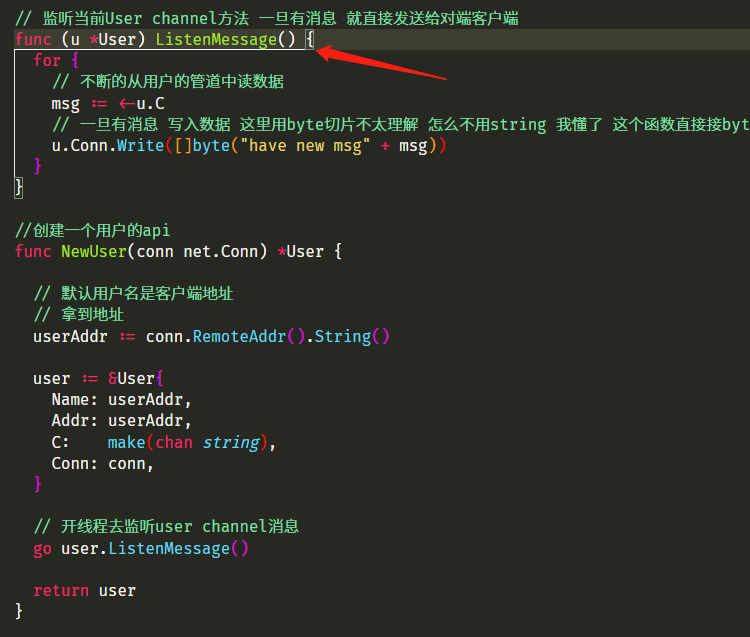 // 监听当前User channel方法 一旦有消息 就直接发送给对端客户端
func (u *User) ListenMessage() {
for {
// 不断的从用户的管道中读数据
msg := <-u.C
// 一旦有消息 写入数据 这里用byte切片不太理解 怎么不用string 我懂了 这个函数直接接byt
u.Conn.Write([]byte("have new msg" + msg))
}
}
//创建一个用户的api
func NewUser(conn net.Conn) *User {
// 默认用户名是客户端地址
// 拿到地址
userAddr := conn.RemoteAddr().String()
user := &User{
Name: userAddr,
Addr: userAddr,
C: make(chan string),
Conn: conn,
}
// 开线程去监听user channel消息
go user.ListenMessage()
return user
}